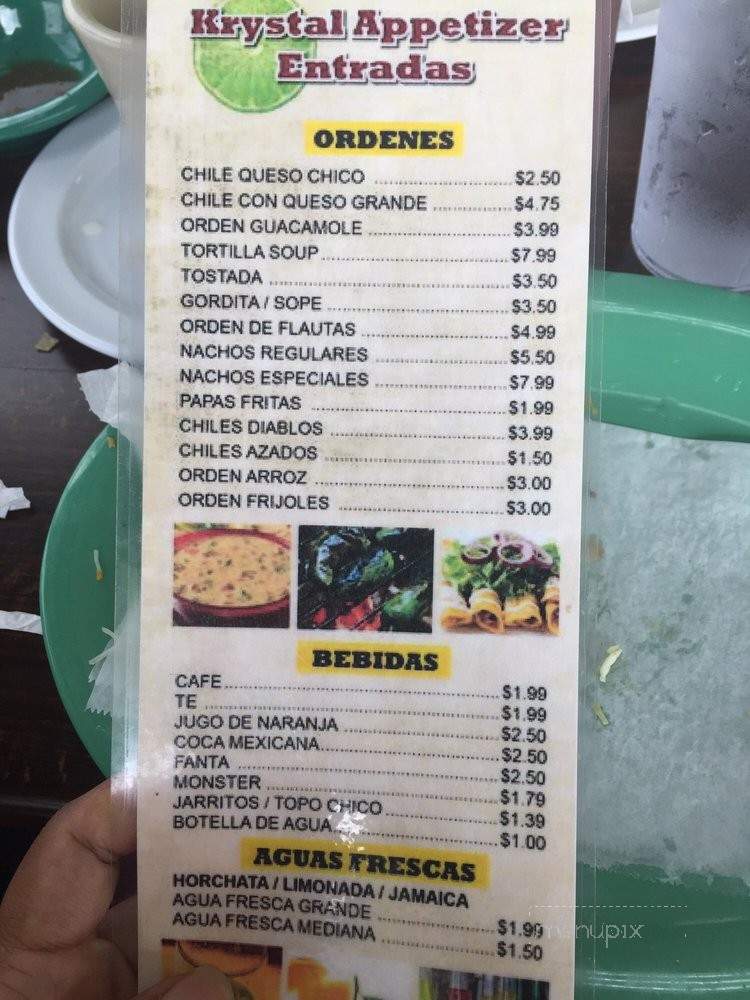 Krystal Appetizer
Entradas
ORDENES
CHILE QUESO CHICO ........ $2.50
CHILE CON QUESO GRANDE ........ $4.75
ORDEN GUACAMOLE ........ $3.99
TORTILLA SOUP ........ $7.99
TOSTADA ........ $3.50
GORDITA / SOPE ........ $3.50
ORDEN DE FLAUTAS ........ $4.99
NACHOS REGULARES ........ $5.50
NACHOS ESPECIALES ........ $7.99
PAPAS FRITAS ........ $1.99
CHILES DIABLOS ........ $3.99
CHILES AZADOS ........ $1.50
ORDEN ARROZ ........ $3.00
ORDEN FRIJOLES ........ $3.00
BEBIDAS
CAFE ........ $1.99
TE ........ $1.99
JUGO DE NARANJA ........ $2.50
COCA MEXICANA ........ $2.50
FANTA ........ $2.50
MONSTER ........ $1.79
JARRITOS / TOPO CHICO ........ $1.39
BOTELLA DE AGUA ........ $1.00
AGUAS FRESCAS
HORCHATA / LIMONADA / JAMAICA
AGUA FRESCA GRANDE ........ $1.99
AGUA FRESCA MEDIANA ........ $1.50
menupix